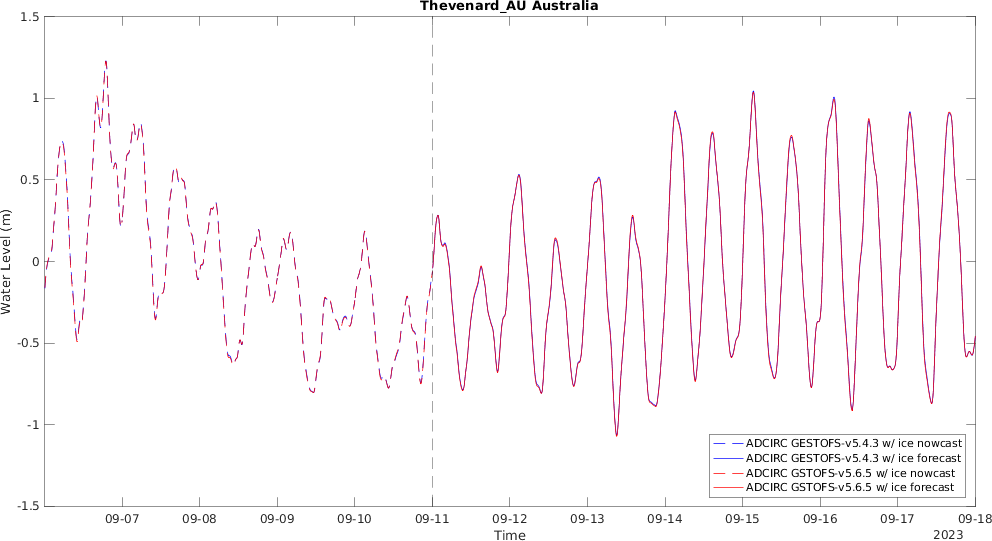 Thevenard_AU Australia
1.5
1
0.5
0
-0.5
-1
-1.5
Water Level (m)
09-07 09-08 09-09 09-10 09-11 09-12 09-13 09-14 09-15 09-16 09-17 09-18
Time
2023
ADCIRC GESTOFS-v5.4.3 w/ ice nowcast
ADCIRC GESTOFS-v5.4.3 w/ ice forecast
ADCIRC GSTOFS-v5.6.5 w/ ice nowcast
ADCIRC GSTOFS-v5.6.5 w/ ice forecast